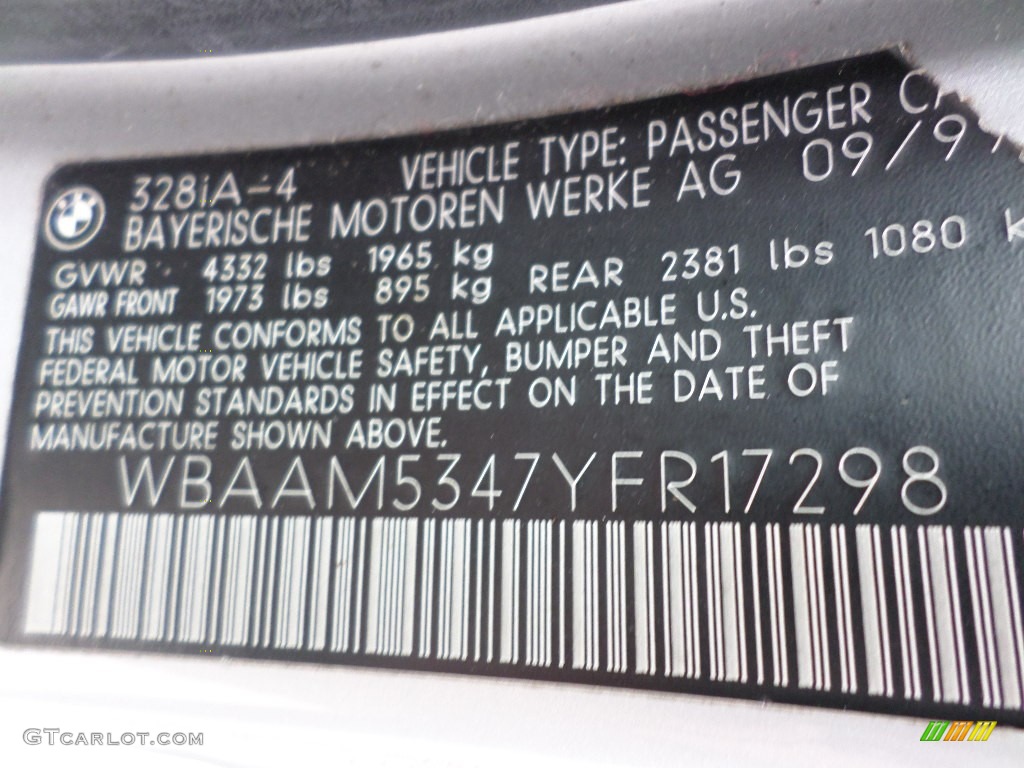 VEHICLE TYPE: PASSENGER
328iA-4
BAYERISCHE MOTOREN WERKE AG 09/9
GVWR 4332 lbs 1965 kg
GAWR FRONT 1973 lbs 895 kg REAR 2381 lbs 1080 k
THIS VEHICLE CONFORMS TO ALL APPLICABLE U.S.
FEDERAL MOTOR VEHICLE SAFETY, BUMPER AND THEFT
PREVENTION STANDARDS IN EFFECT ON THE DATE OF
MANUFACTURE SHOWN ABOVE.
WBAAM5347YFR17298
GTCARLOT.COM